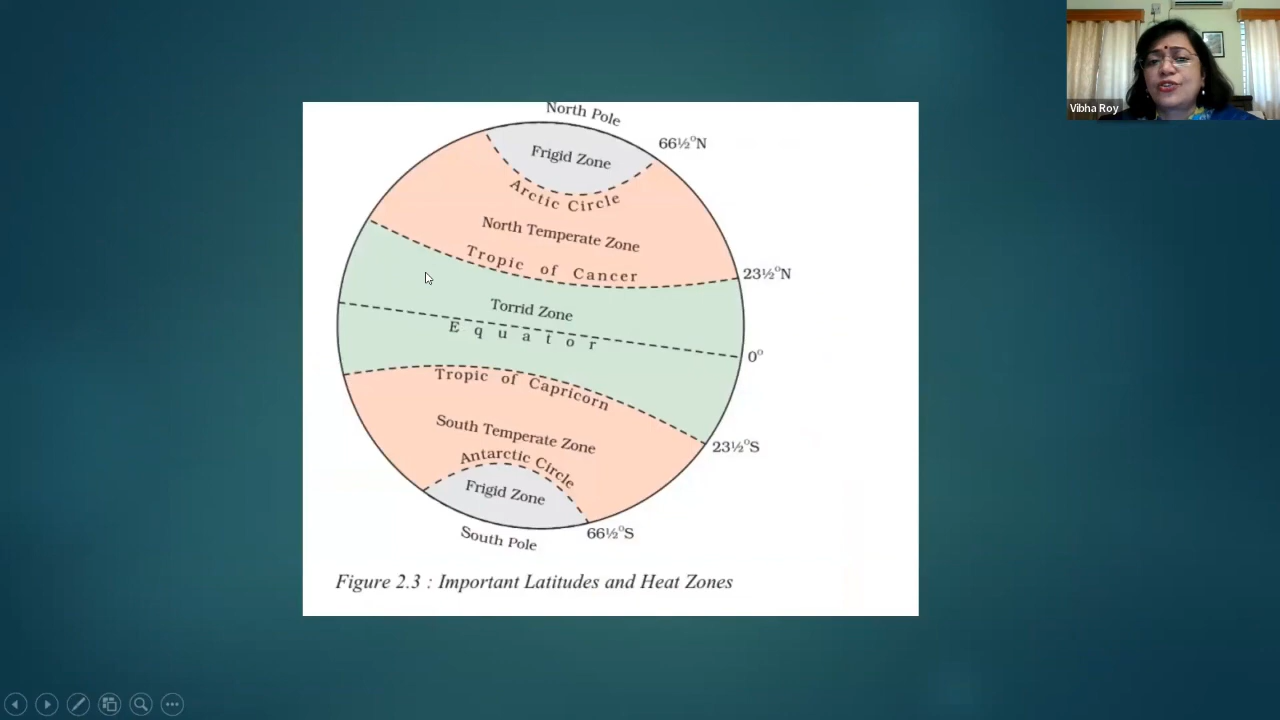 Vibha Roy
North Pole
66½°N
Frigid Zone
Arctic Circle
North Temperate Zone
Tropic of Cancer
23½°N
Torrid Zone
Equator
0°
Tropic of Capricorn
South Temperate Zone
23½°S
Antarctic Circle
Frigid Zone
66½°S
South Pole
Figure 2.3 : Important Latitudes and Heat Zones